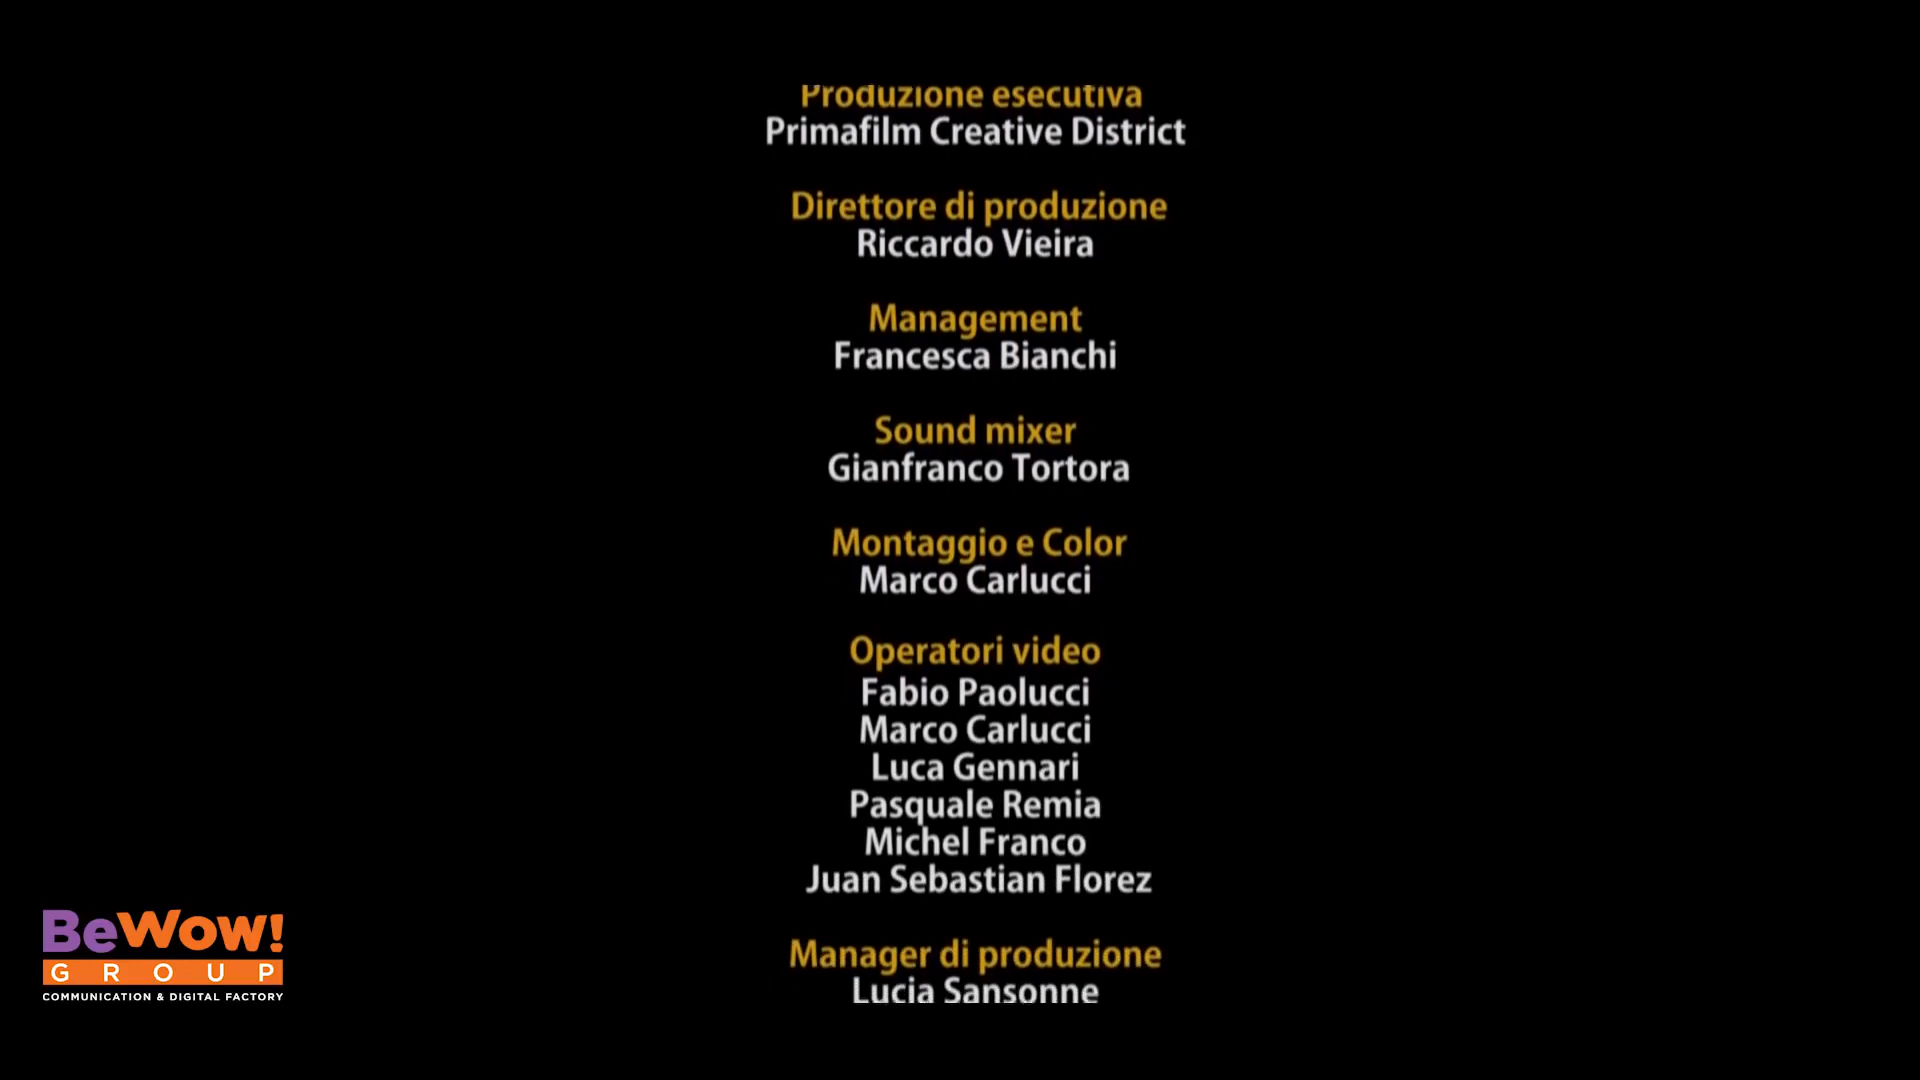 Produzione esecutiva
Primafilm Creative District
Direttore di produzione
Riccardo Vieira
Management
Francesca Bianchi
Sound mixer
Gianfranco Tortora
Montaggio e Color
Marco Carlucci
Operatori video
Fabio Paolucci
Marco Carlucci
Luca Gennari
Pasquale Remia
Michel Franco
Juan Sebastian Florez
Manager di produzione
Lucia Sansonne
BeWow!
GROUP
COMMUNICATION & DIGITAL FACTORY